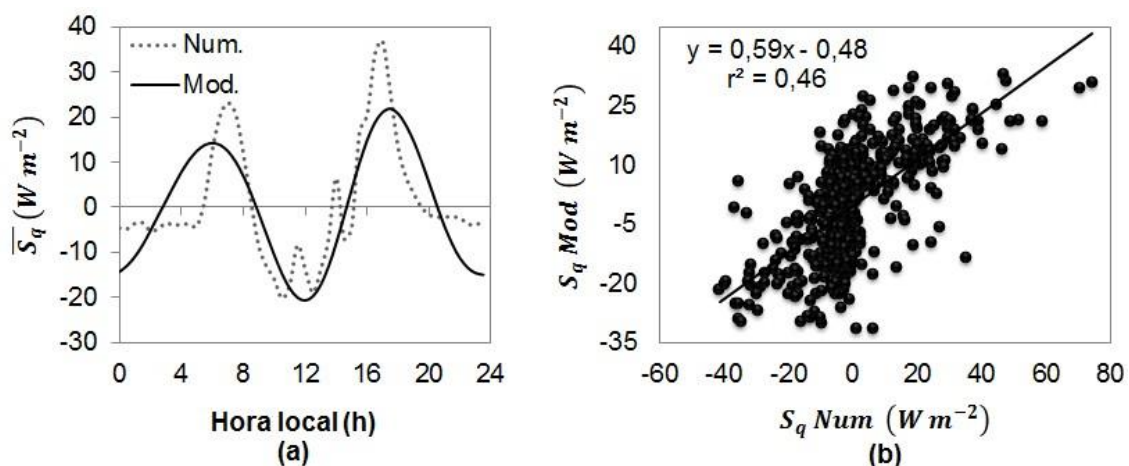 40
30
20
10
0
-10
-20
-30
S̅q (W m⁻²)
Num.
Mod.
0 4 8 12 16 20 24
Hora local (h)
(a)
y = 0,59x - 0,48
r² = 0,46
45
25
10
-5
-20
-35
Sq Mod (W m⁻²)
-60 -40 -20 0 20 40 60 80
Sq Num (W m⁻²)
(b)